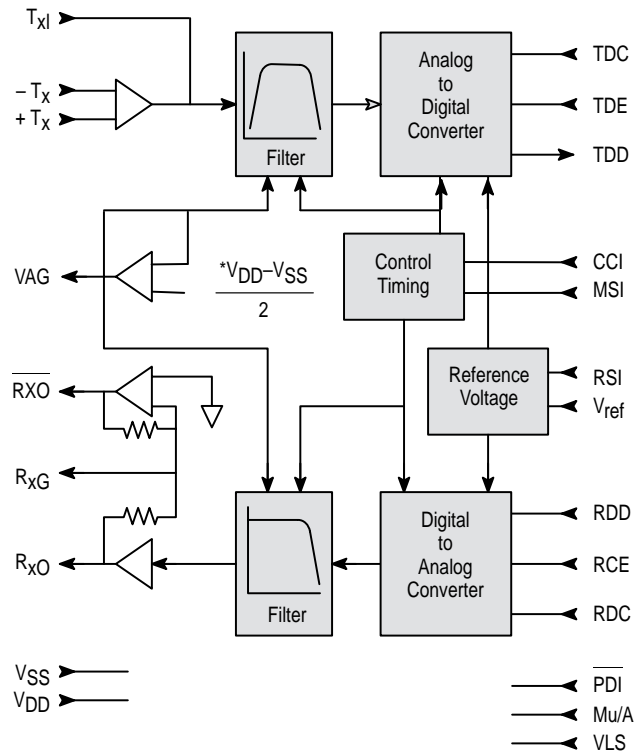 TxI
– Tx
+ Tx
Filter
Analog
to
Digital
Converter
TDC
TDE
TDD
VAG
*VDD–VSS
2
Control
Timing
CCI
MSI
Reference
Voltage
RSI
Vref
RXO
RxG
RxO
Filter
Digital
to
Analog
Converter
RDD
RCE
RDC
VSS
VDD
PDI
Mu/A
VLS